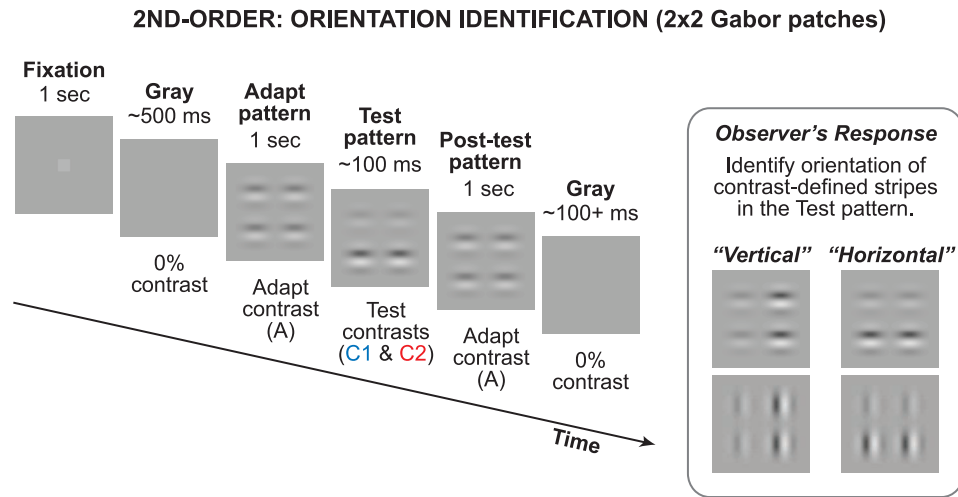 2ND-ORDER: ORIENTATION IDENTIFICATION (2x2 Gabor patches)
Fixation
1 sec
Gray
~500 ms
0%
contrast
Adapt
pattern
1 sec
Adapt
contrast
(A)
Test
pattern
~100 ms
Test
contrasts
(C1 & C2)
Post-test
pattern
1 sec
Adapt
contrast
(A)
Gray
~100+ ms
0%
contrast
Time
Observer's Response
Identify orientation of
contrast-defined stripes
in the Test pattern.
“Vertical” “Horizontal”